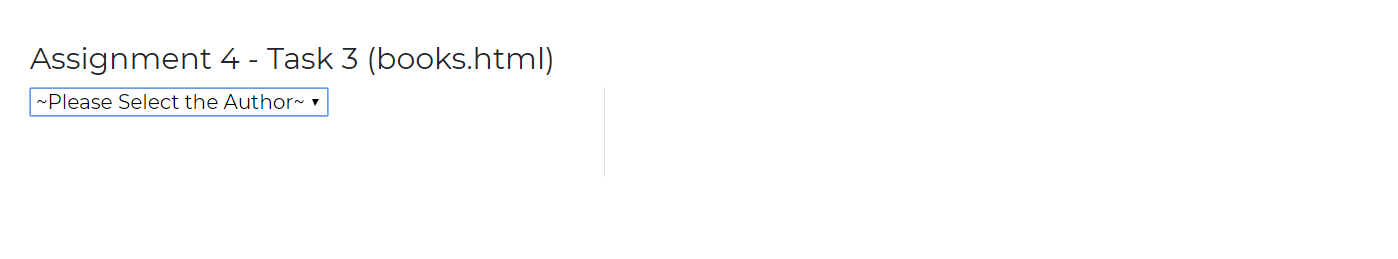 Assignment 4 - Task 3 (books.html)
~Please Select the Author~